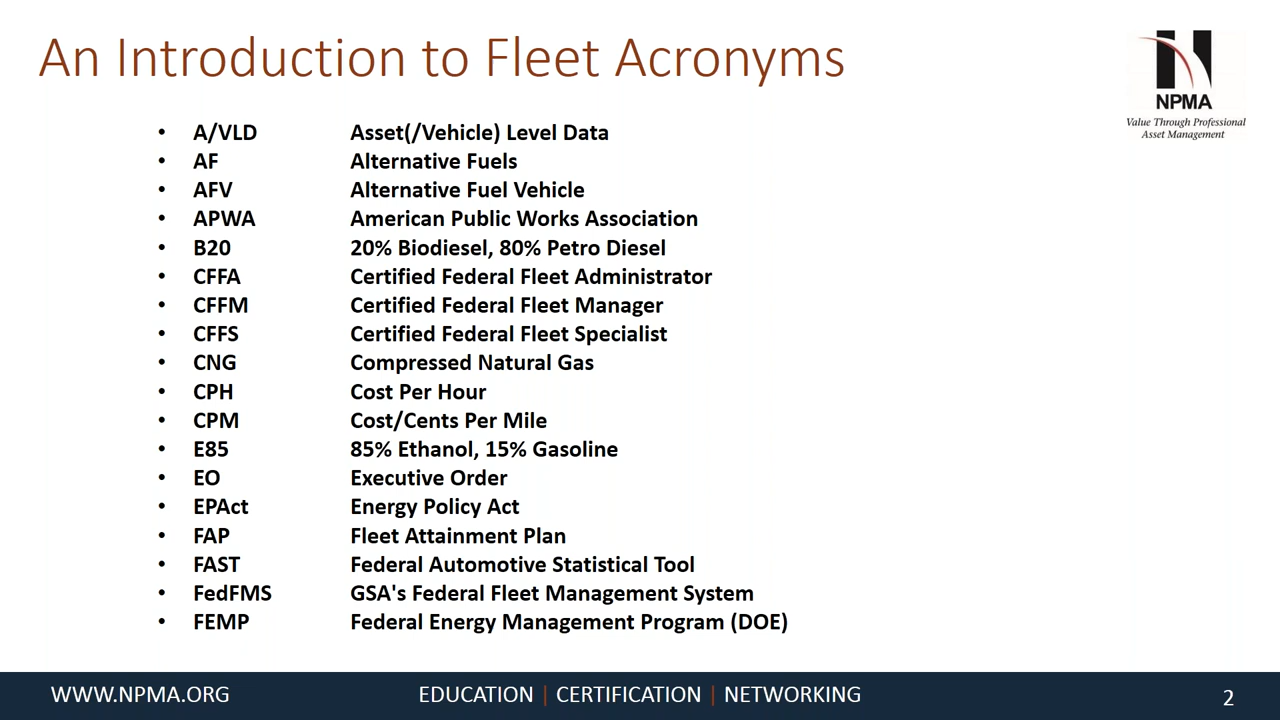 An Introduction to Fleet Acronyms
NPMA
Value Through Professional
Asset Management
• A/VLD Asset(/Vehicle) Level Data
• AF Alternative Fuels
• AFV Alternative Fuel Vehicle
• APWA American Public Works Association
• B20 20% Biodiesel, 80% Petro Diesel
• CFFA Certified Federal Fleet Administrator
• CFFM Certified Federal Fleet Manager
• CFFS Certified Federal Fleet Specialist
• CNG Compressed Natural Gas
• CPH Cost Per Hour
• CPM Cost/Cents Per Mile
• E85 85% Ethanol, 15% Gasoline
• EO Executive Order
• EPAct Energy Policy Act
• FAP Fleet Attainment Plan
• FAST Federal Automotive Statistical Tool
• FedFMS GSA's Federal Fleet Management System
• FEMP Federal Energy Management Program (DOE)
WWW.NPMA.ORG EDUCATION | CERTIFICATION | NETWORKING 2